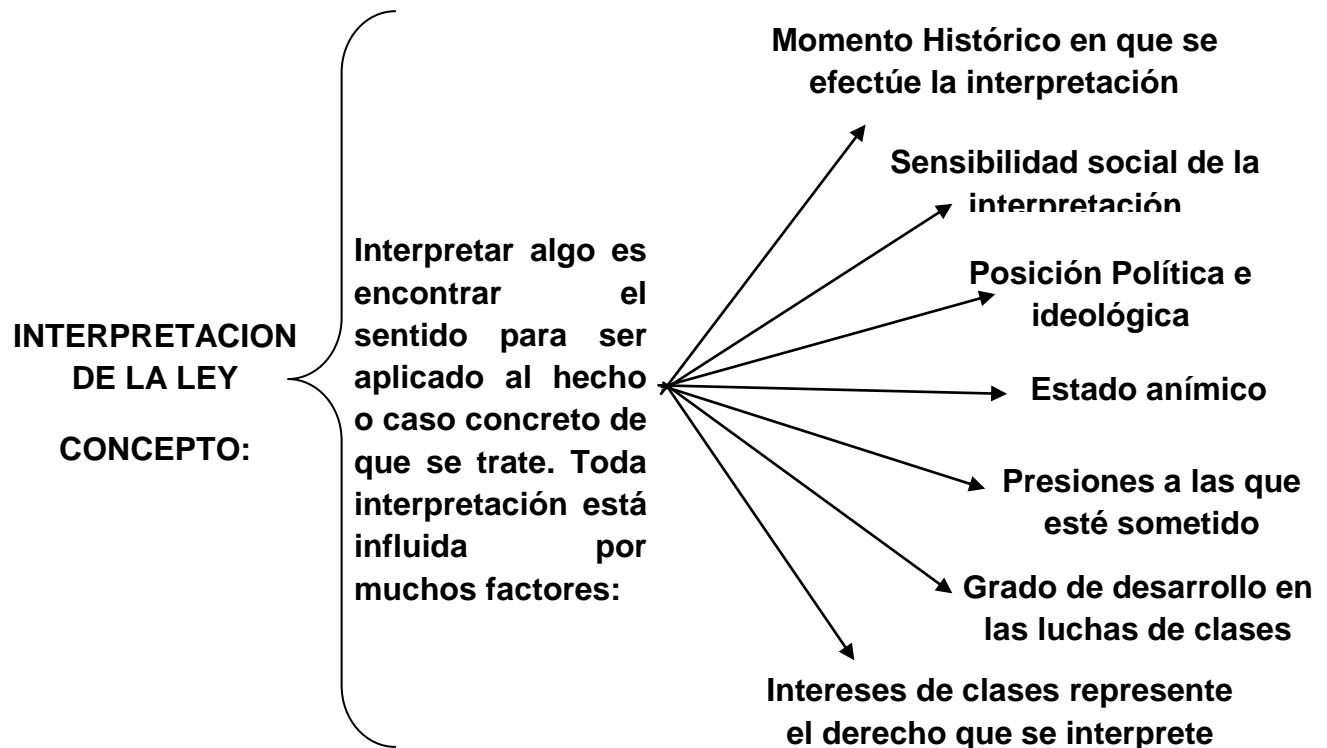 INTERPRETACION
DE LA LEY
CONCEPTO:
Interpretar algo es
encontrar el
sentido para ser
aplicado al hecho
o caso concreto de
que se trate. Toda
interpretación está
influida por
muchos factores:
Momento Histórico en que se
efectúe la interpretación
Sensibilidad social de la
interpretación
Posición Política e
ideológica
Estado anímico
Presiones a las que
esté sometido
Grado de desarrollo en
las luchas de clases
Intereses de clases represente
el derecho que se interprete